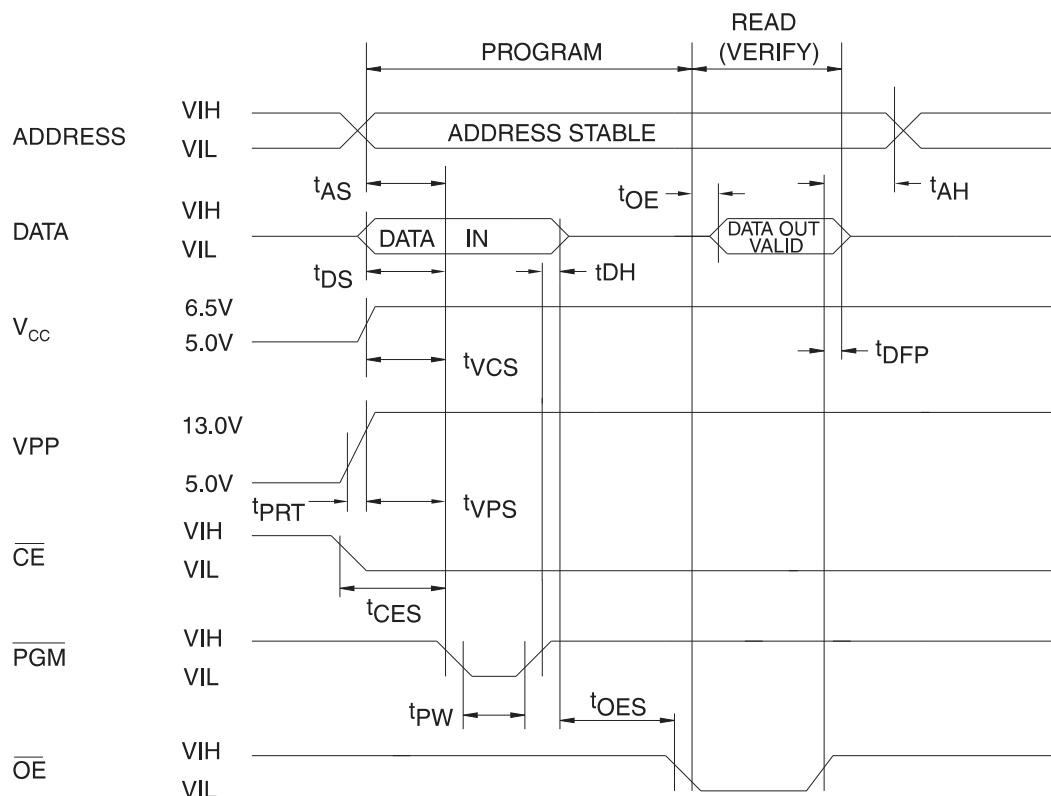 READ
PROGRAM (VERIFY)
VIH
ADDRESS ADDRESS STABLE
VIL
tAS tOE tAH
VIH
DATA DATA IN DATA OUT
VALID
VIL
tDS tDH
6.5V
VCC
5.0V
tVCS tDFP
13.0V
VPP
5.0V
tPRT tVPS
VIH
CE
VIL
tCES
VIH
PGM
VIL
tPW tOES
VIH
OE
VIL